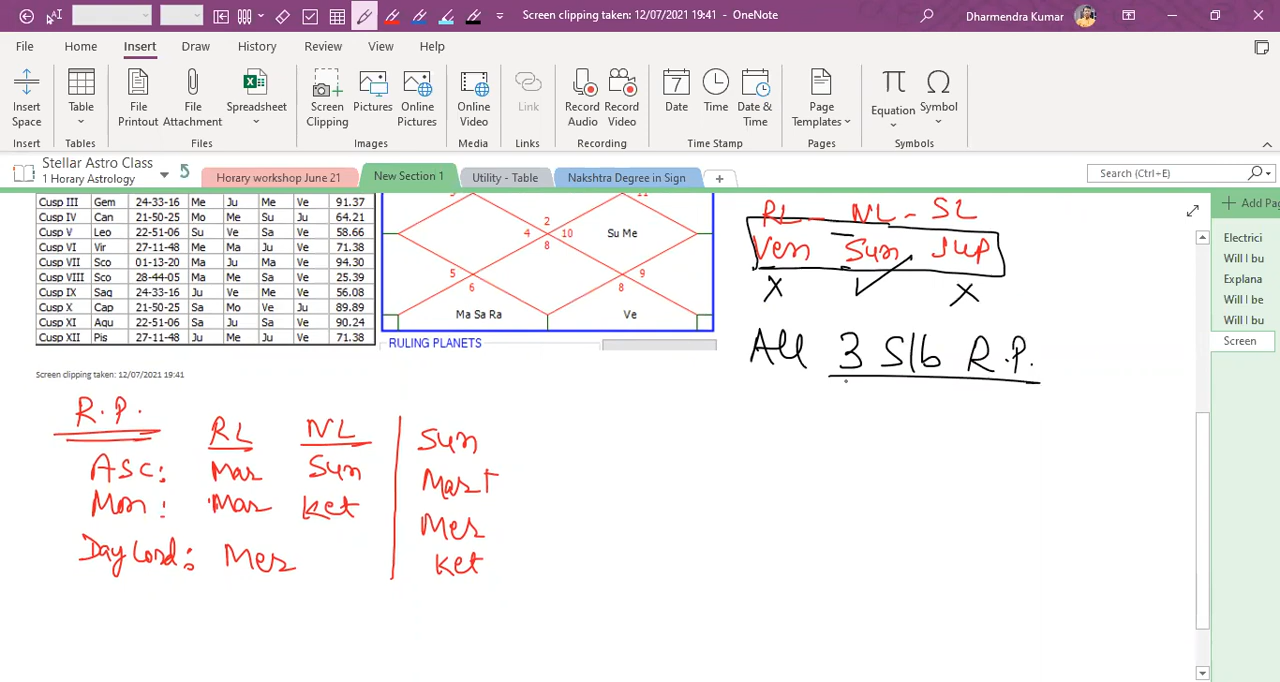 Screen clipping taken: 12/07/2021 19:41 - OneNote
Dharmendra Kumar
File Home Insert Draw History Review View Help
Insert Space
Table
File Printout
File Attachment
Spreadsheet
Screen Clipping
Pictures
Online Pictures
Online Video
Link
Record Audio
Record Video
Date
Time
Date & Time
Page Templates
Equation
Symbol
Insert Tables Files Images Media Links Recording Time Stamp Pages Symbols
Stellar Astro Class
1 Horary Astrology
Horary workshop June 21
New Section 1
Utility - Table
Nakshtra Degree in Sign
Search (Ctrl+E)
Add Pag
Electrici
Will I bu
Explana
Will I be
Will I bu
Screen
Cusp III Gem 24-33-16 Me Ju Me Ve 91.37
Cusp IV Can 21-50-25 Mo Me Su Ju 64.21
Cusp V Leo 22-51-06 Su Ve Sa Ve 58.66
Cusp VI Vir 27-11-48 Me Ma Ju Ve 71.38
Cusp VII Sco 01-13-20 Ma Ju Ma Ve 94.30
Cusp VIII Sco 28-44-05 Ma Me Sa Ve 25.39
Cusp IX Sag 24-33-16 Ju Ve Me Ve 56.08
Cusp X Cap 21-50-25 Sa Mo Ve Ju 89.89
Cusp XI Aqu 22-51-06 Sa Ju Sa Ve 90.24
Cusp XII Pis 27-11-48 Ju Me Ju Ve 71.38
2
4 10
8
Su Me
5 9
6 8
Ma Sa Ra
Ve
RULING PLANETS
RL - NL - SL
Ven Sun Jup
X ✓ X
All 3 S/b R.P.
Screen clipping taken: 12/07/2021 19:41
R.P.
RL NL
Asc: Mar Sun
Mon: Mar Ket
Day Lord: Mer
Sun
Mar
Mer
Ket